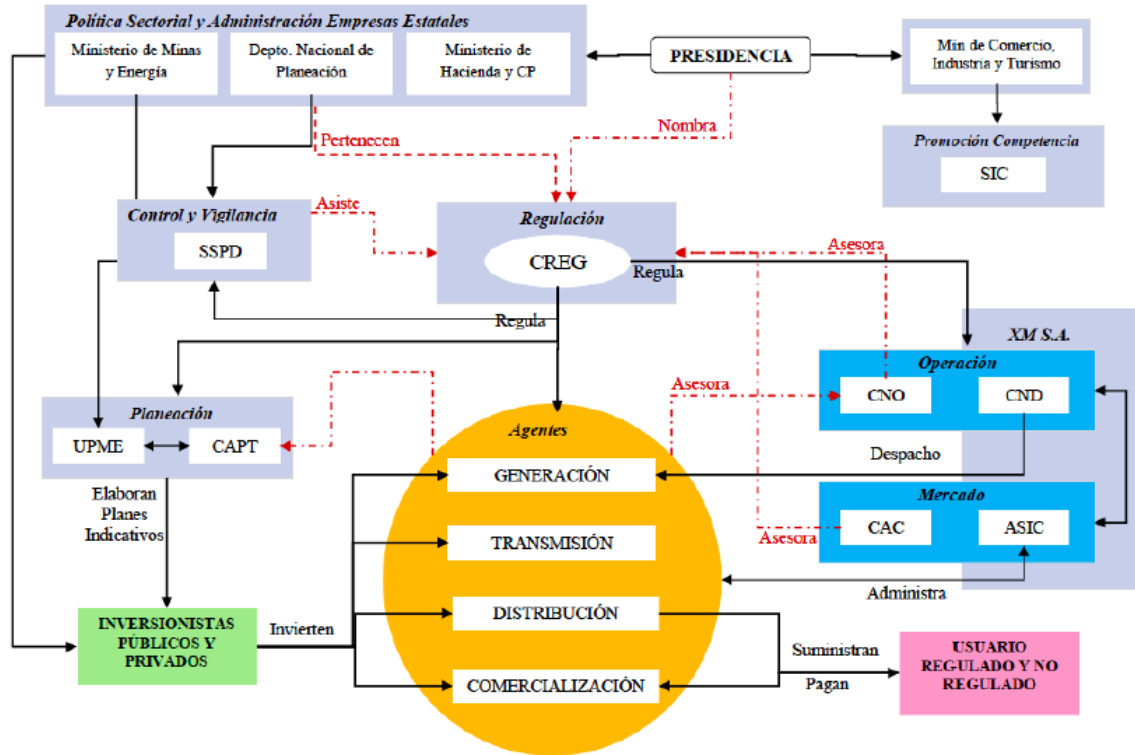 Política Sectorial y Administración Empresas Estatales
Ministerio de Minas
y Energía
Depto. Nacional de
Planeación
Ministerio de
Hacienda y CP
PRESIDENCIA
Min de Comercio,
Industria y Turismo
Pertenecen
Nombra
Promoción Competencia
SIC
Control y Vigilancia
SSPD
Asiste
Regulación
CREG
Asesora
Regula
Regula
XM S.A.
Operación
CNO
CND
Planeación
UPME
CAPT
Asesora
Agentes
Despacho
GENERACIÓN
Elaboran
Planes
Indicativos
Mercado
CAC
ASIC
TRANSMISIÓN
Asesora
Administra
INVERSIONISTAS
PÚBLICOS Y
PRIVADOS
Invierten
DISTRIBUCIÓN
Suministran
Pagan
USUARIO
REGULADO Y NO
REGULADO
COMERCIALIZACIÓN